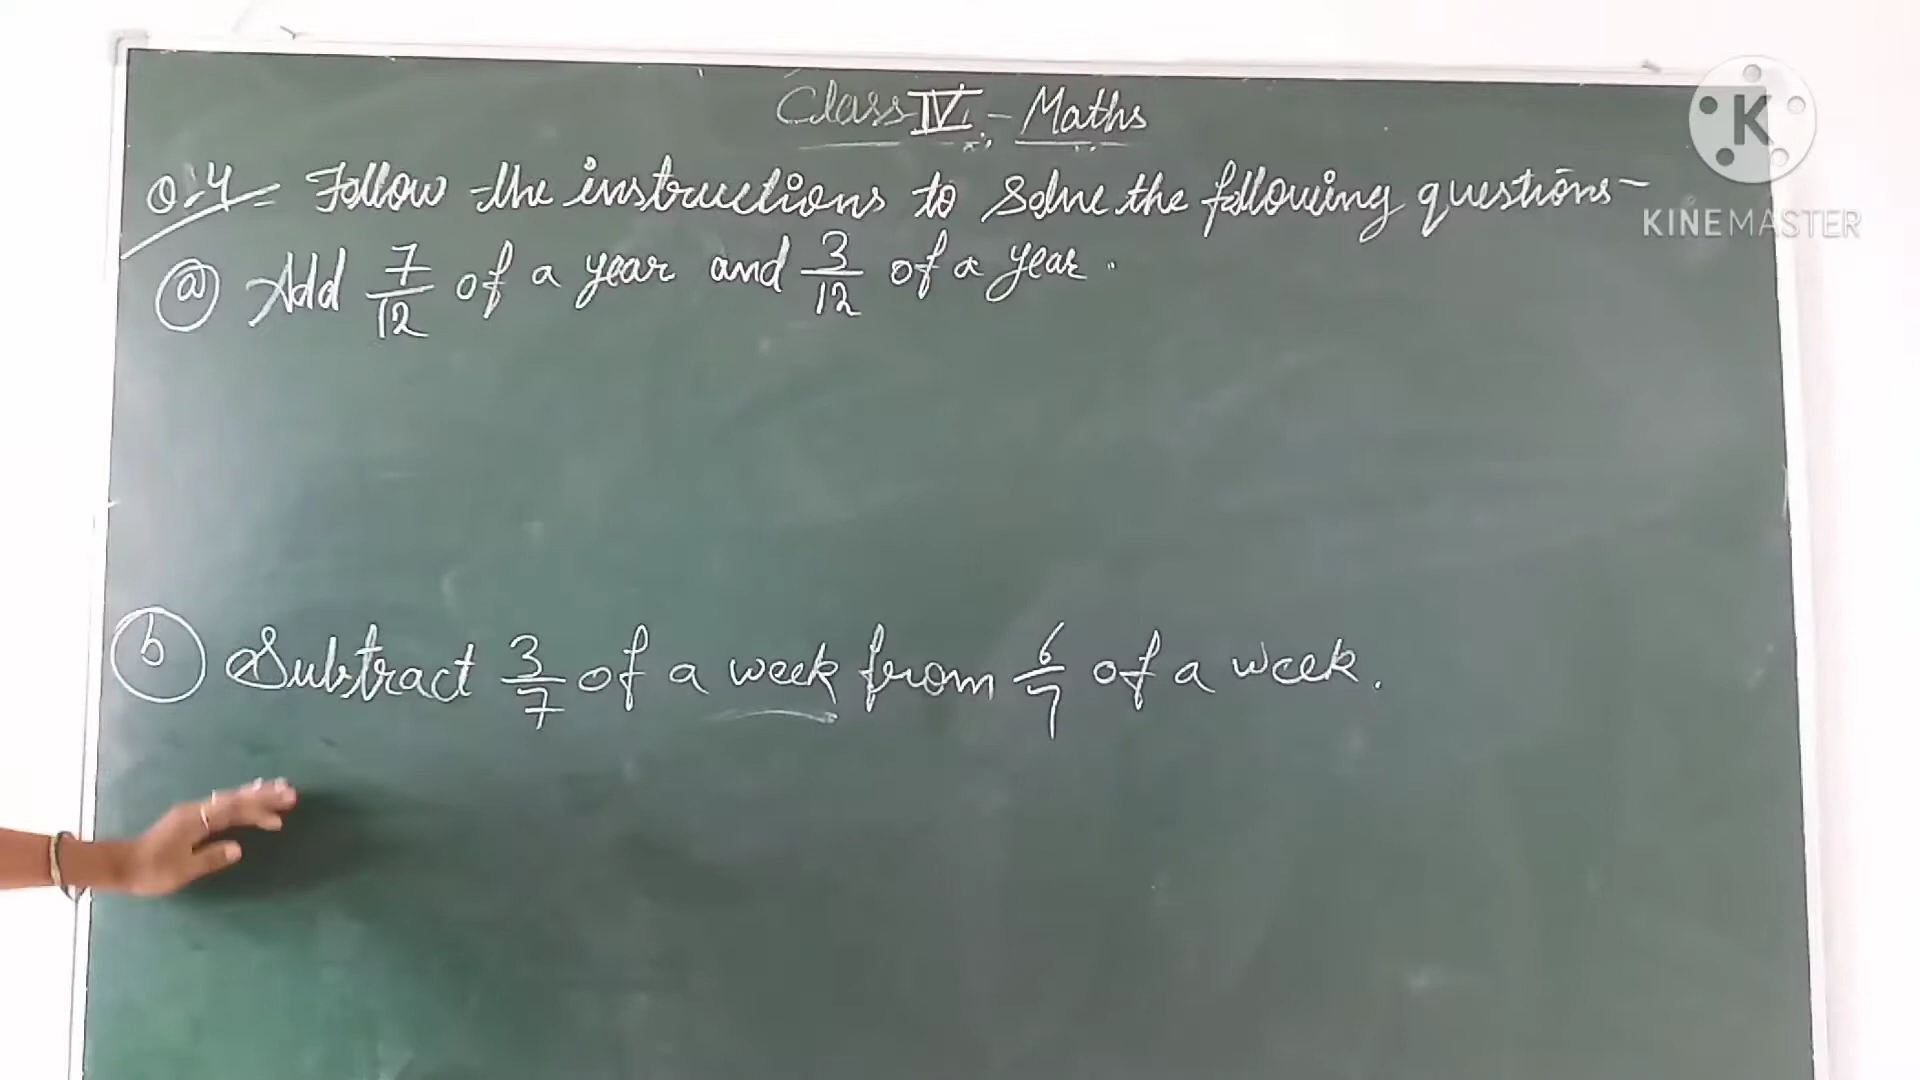 Class IV - Maths
Q.4 = Follow the instructions to solve the following questions -
(a) Add 7/12 of a year and 3/12 of a year.
(b) Subtract 3/7 of a week from 6/7 of a week.
K
KINEMASTER